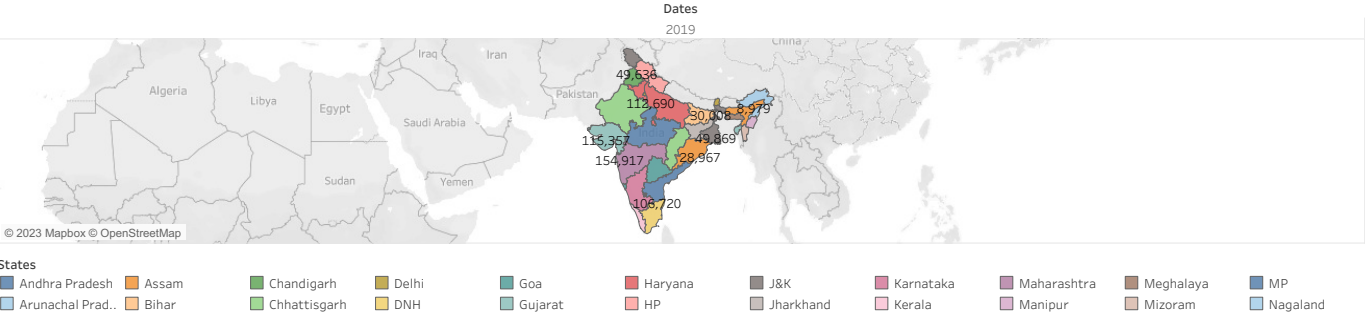 Dates
2019
China
Iraq
Iran
49,636
Pakistan
Algeria
Libya
Egypt
112,690
8,979
30,008
Saudi Arabia
India
115,357
49,869
154,917
28,967
Sudan
Yemen
106,720
© 2023 Mapbox © OpenStreetMap
States
Andhra Pradesh Assam Chandigarh Delhi Goa Haryana J&K Karnataka Maharashtra Meghalaya MP
Arunachal Prad.. Bihar Chhattisgarh DNH Gujarat HP Jharkhand Kerala Manipur Mizoram Nagaland